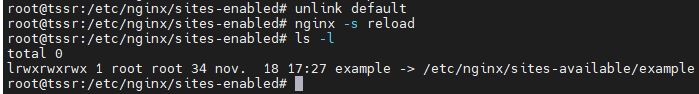 root@tssr:/etc/nginx/sites-enabled# unlink default
root@tssr:/etc/nginx/sites-enabled# nginx -s reload
root@tssr:/etc/nginx/sites-enabled# ls -l
total 0
lrwxrwxrwx 1 root root 34 nov.  18 17:27 example -> /etc/nginx/sites-available/example
root@tssr:/etc/nginx/sites-enabled#